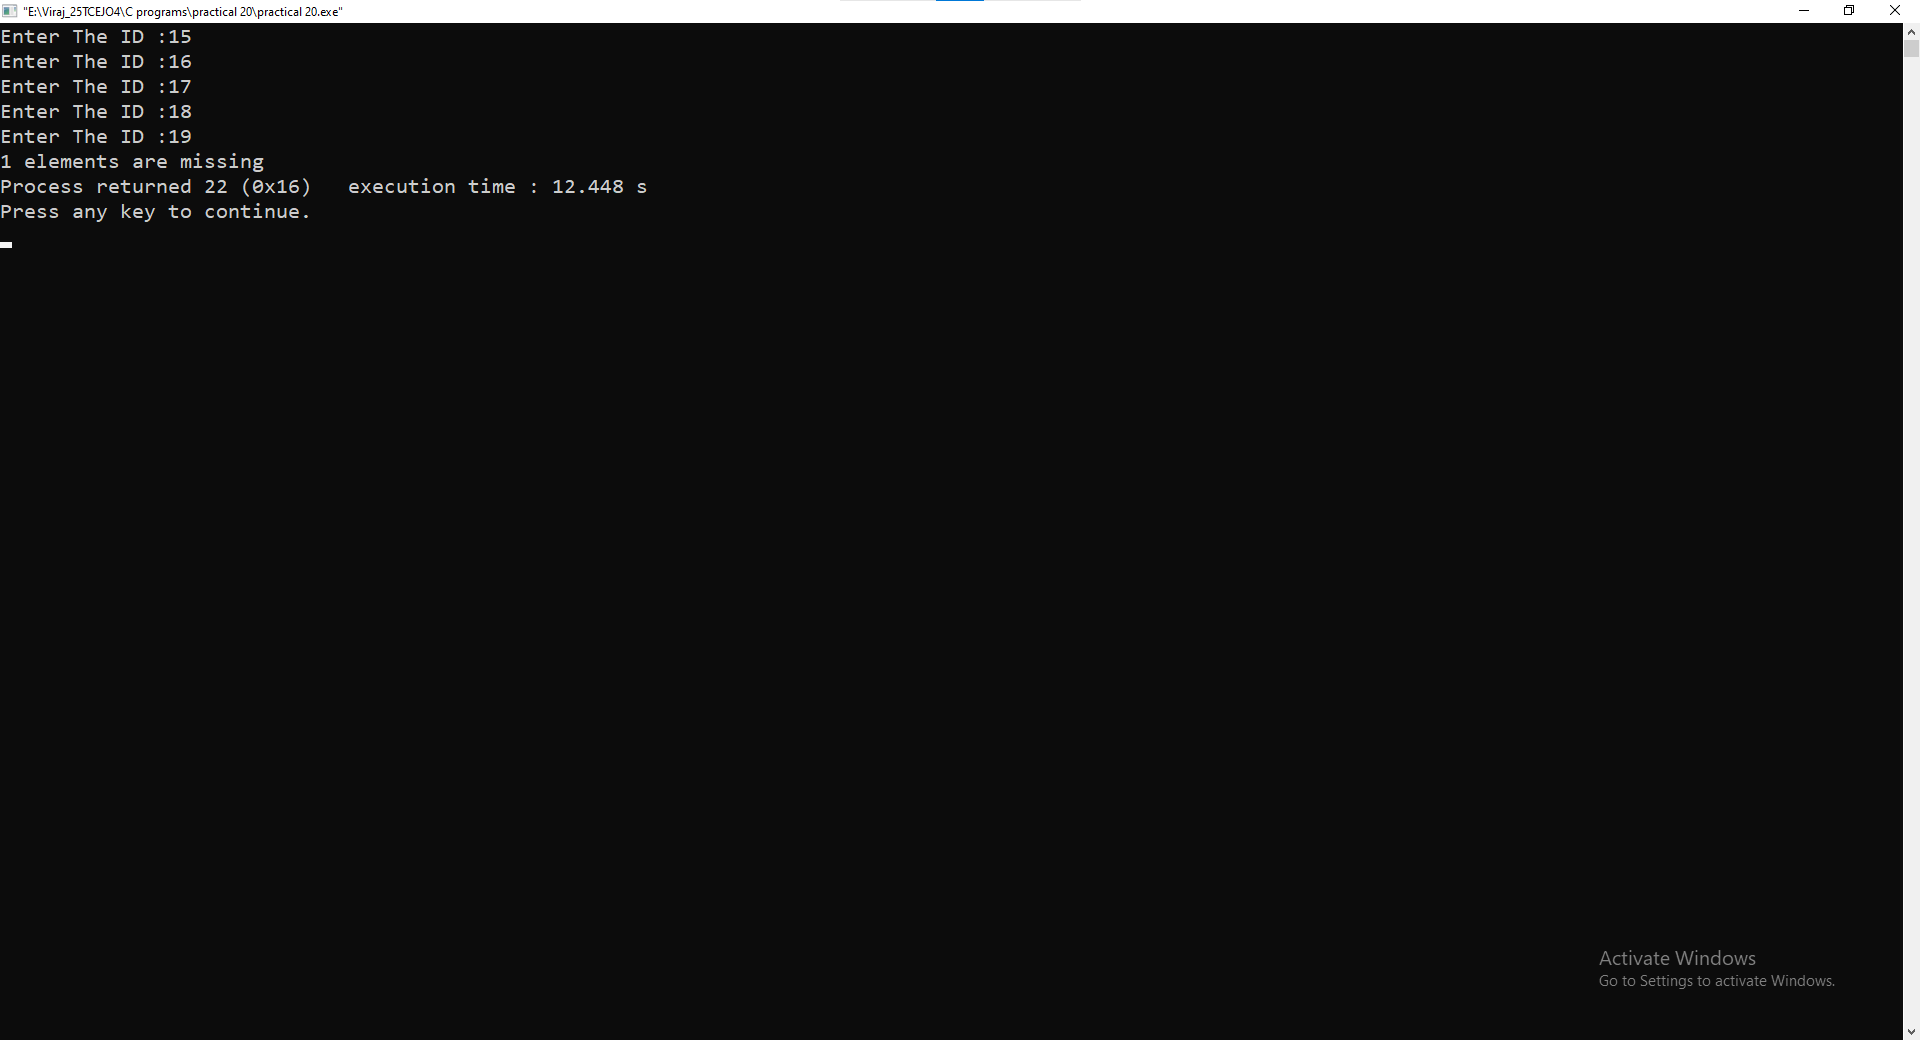 "E:\Viraj_25TCEJO4\C programs\practical 20\practical 20.exe"
Enter The ID :15
Enter The ID :16
Enter The ID :17
Enter The ID :18
Enter The ID :19
1 elements are missing
Process returned 22 (0x16)   execution time : 12.448 s
Press any key to continue.
Activate Windows
Go to Settings to activate Windows.